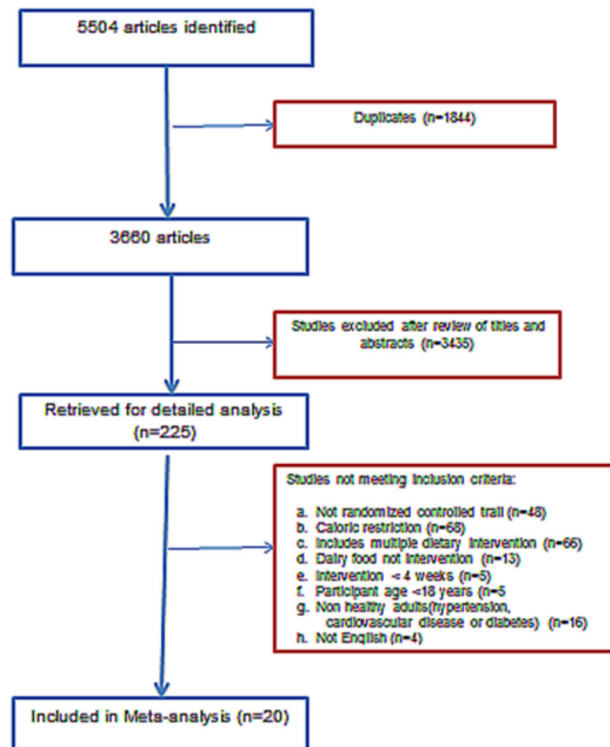 5504 articles identified
Duplicates (n=1844)
3660 articles
Studies excluded after review of titles and
abstracts (n=3435)
Retrieved for detailed analysis
(n=225)
Studies not meeting inclusion criteria:
a. Not randomized controlled trail (n=48)
b. Caloric restriction (n=68)
c. Includes multiple dietary intervention (n=66)
d. Dairy food not intervention (n=13)
e. Intervention < 4 weeks (n=5)
f. Participant age <18 years (n=5
g. Non healthy adults(hypertension,
cardiovascular disease or diabetes) (n=16)
h. Not English (n=4)
Included in Meta-analysis (n=20)